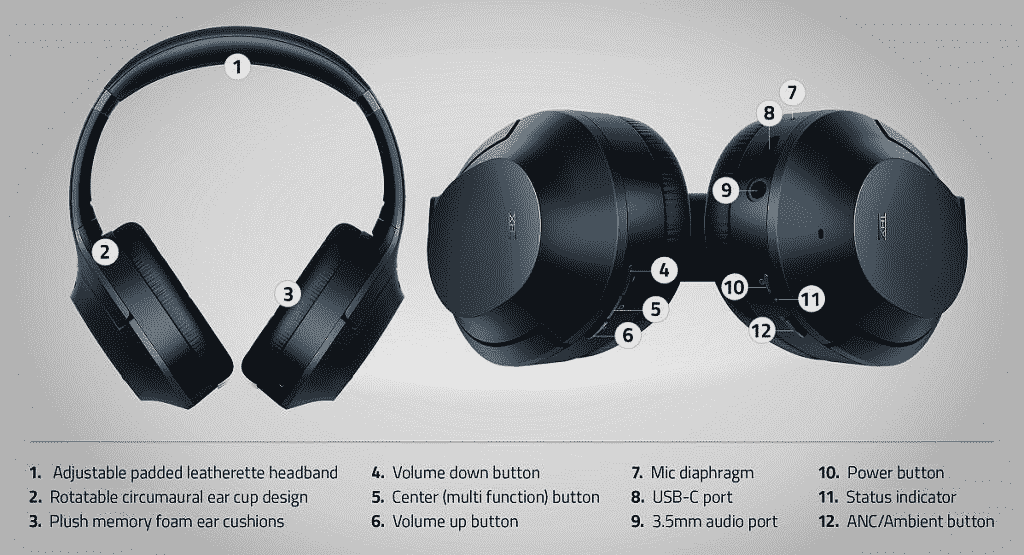 1
2
3
4
5
6
7
8
9
10
11
12
1. Adjustable padded leatherette headband
2. Rotatable circumaural ear cup design
3. Plush memory foam ear cushions
4. Volume down button
5. Center (multi function) button
6. Volume up button
7. Mic diaphragm
8. USB-C port
9. 3.5mm audio port
10. Power button
11. Status indicator
12. ANC/Ambient button